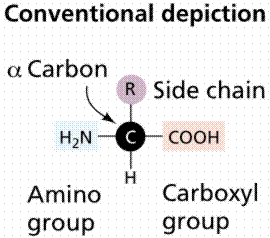 Conventional depiction
α Carbon
R Side chain
H₂N C COOH
H
Amino group
Carboxyl group